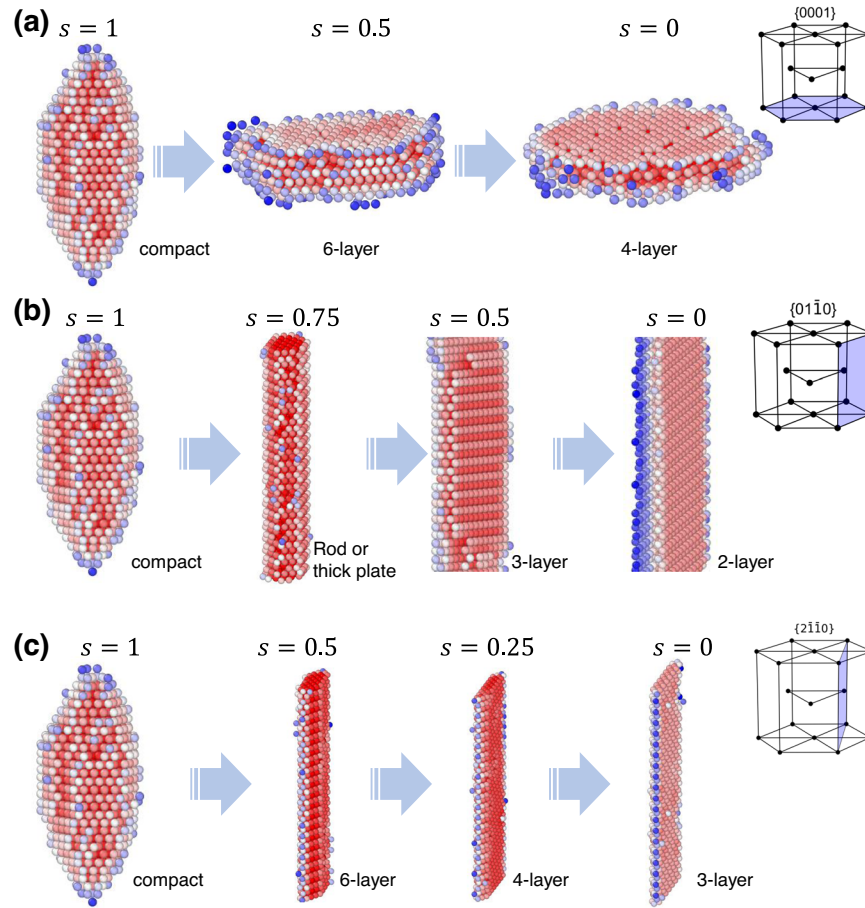 (a)
s = 1
s = 0.5
s = 0
{0001}
compact
6-layer
4-layer
(b)
s = 1
s = 0.75
s = 0.5
s = 0
{011̄0}
compact
Rod or
thick plate
3-layer
2-layer
(c)
s = 1
s = 0.5
s = 0.25
s = 0
{21̄1̄0}
compact
6-layer
4-layer
3-layer